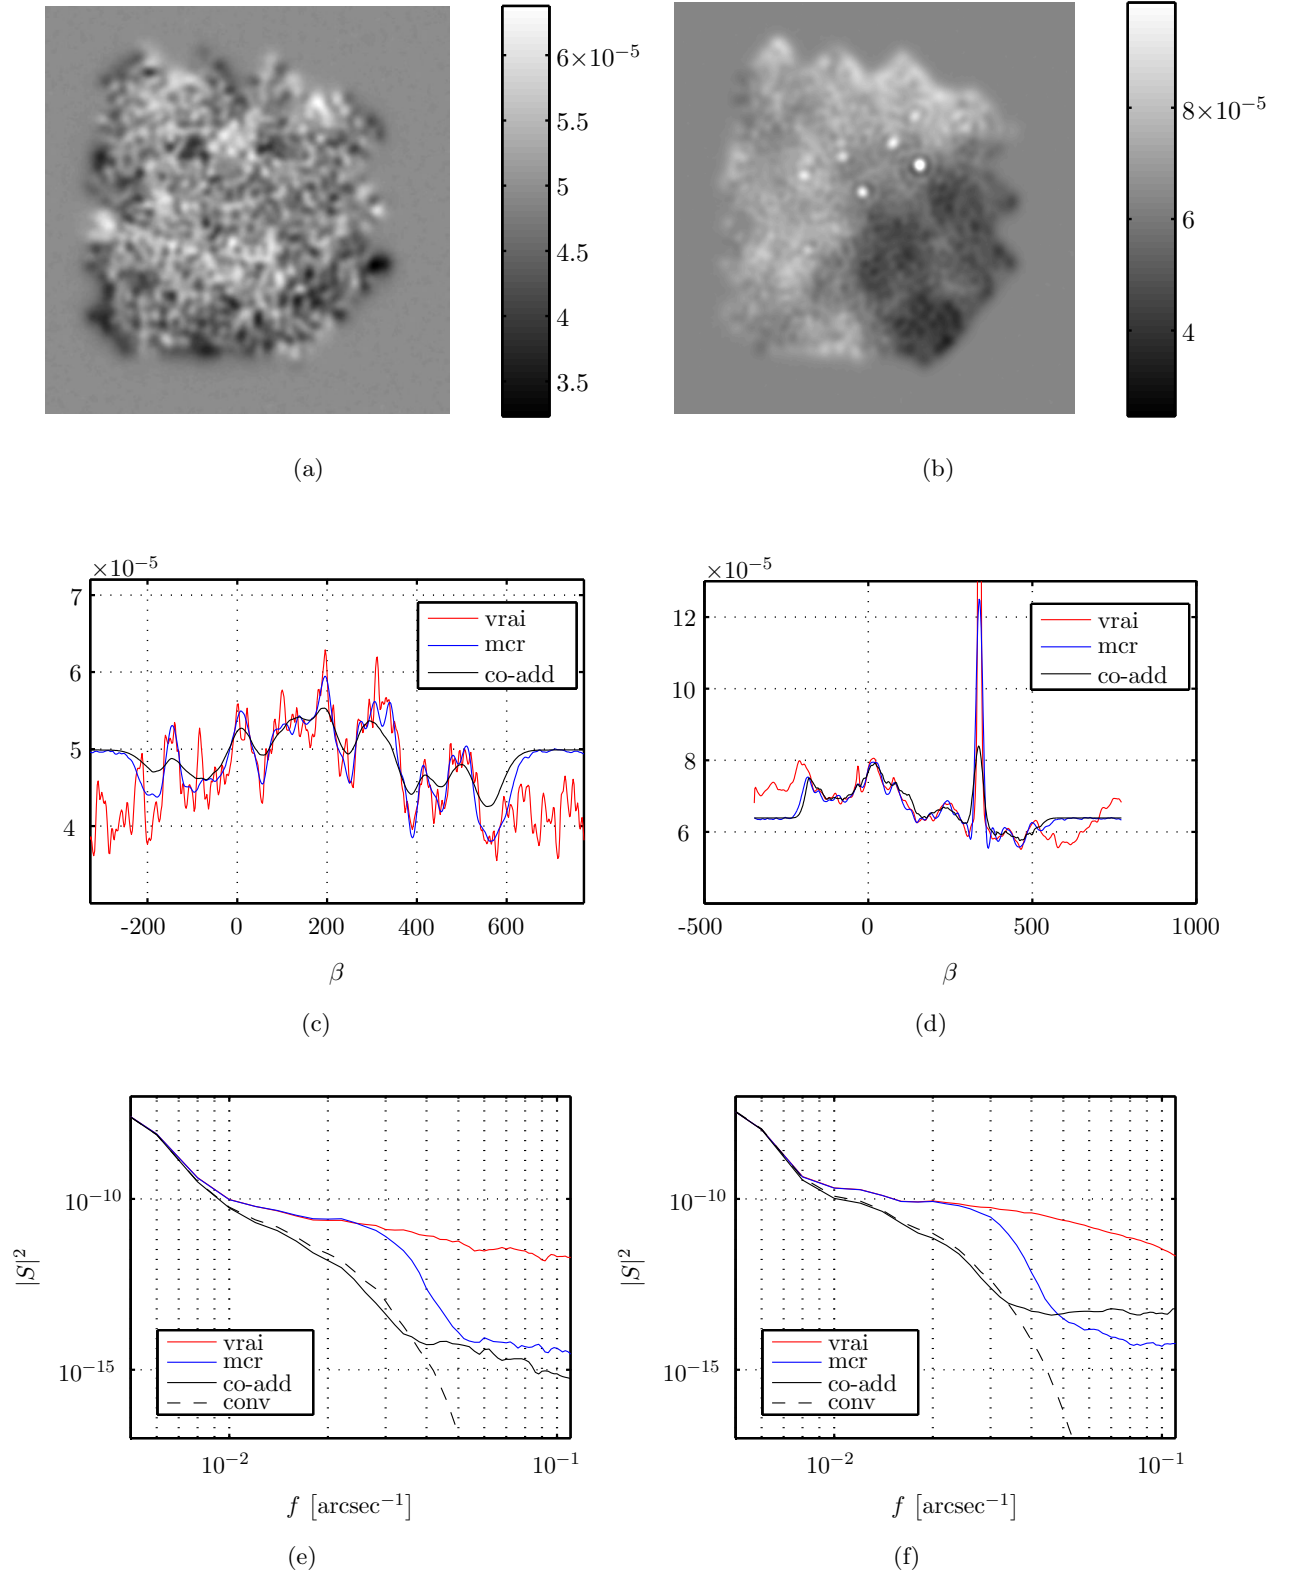 6×10⁻⁵
5.5
5
4.5
4
3.5
(a)
8×10⁻⁵
6
4
(b)
×10⁻⁵
7
6
5
4
vrai
mcr
co-add
-200 0 200 400 600
β
(c)
×10⁻⁵
12
10
8
6
vrai
mcr
co-add
-500 0 500 1000
β
(d)
10⁻¹⁰
10⁻¹⁵
|S|²
vrai
mcr
co-add
conv
10⁻² 10⁻¹
f [arcsec⁻¹]
(e)
10⁻¹⁰
10⁻¹⁵
|S|²
vrai
mcr
co-add
conv
10⁻² 10⁻¹
f [arcsec⁻¹]
(f)